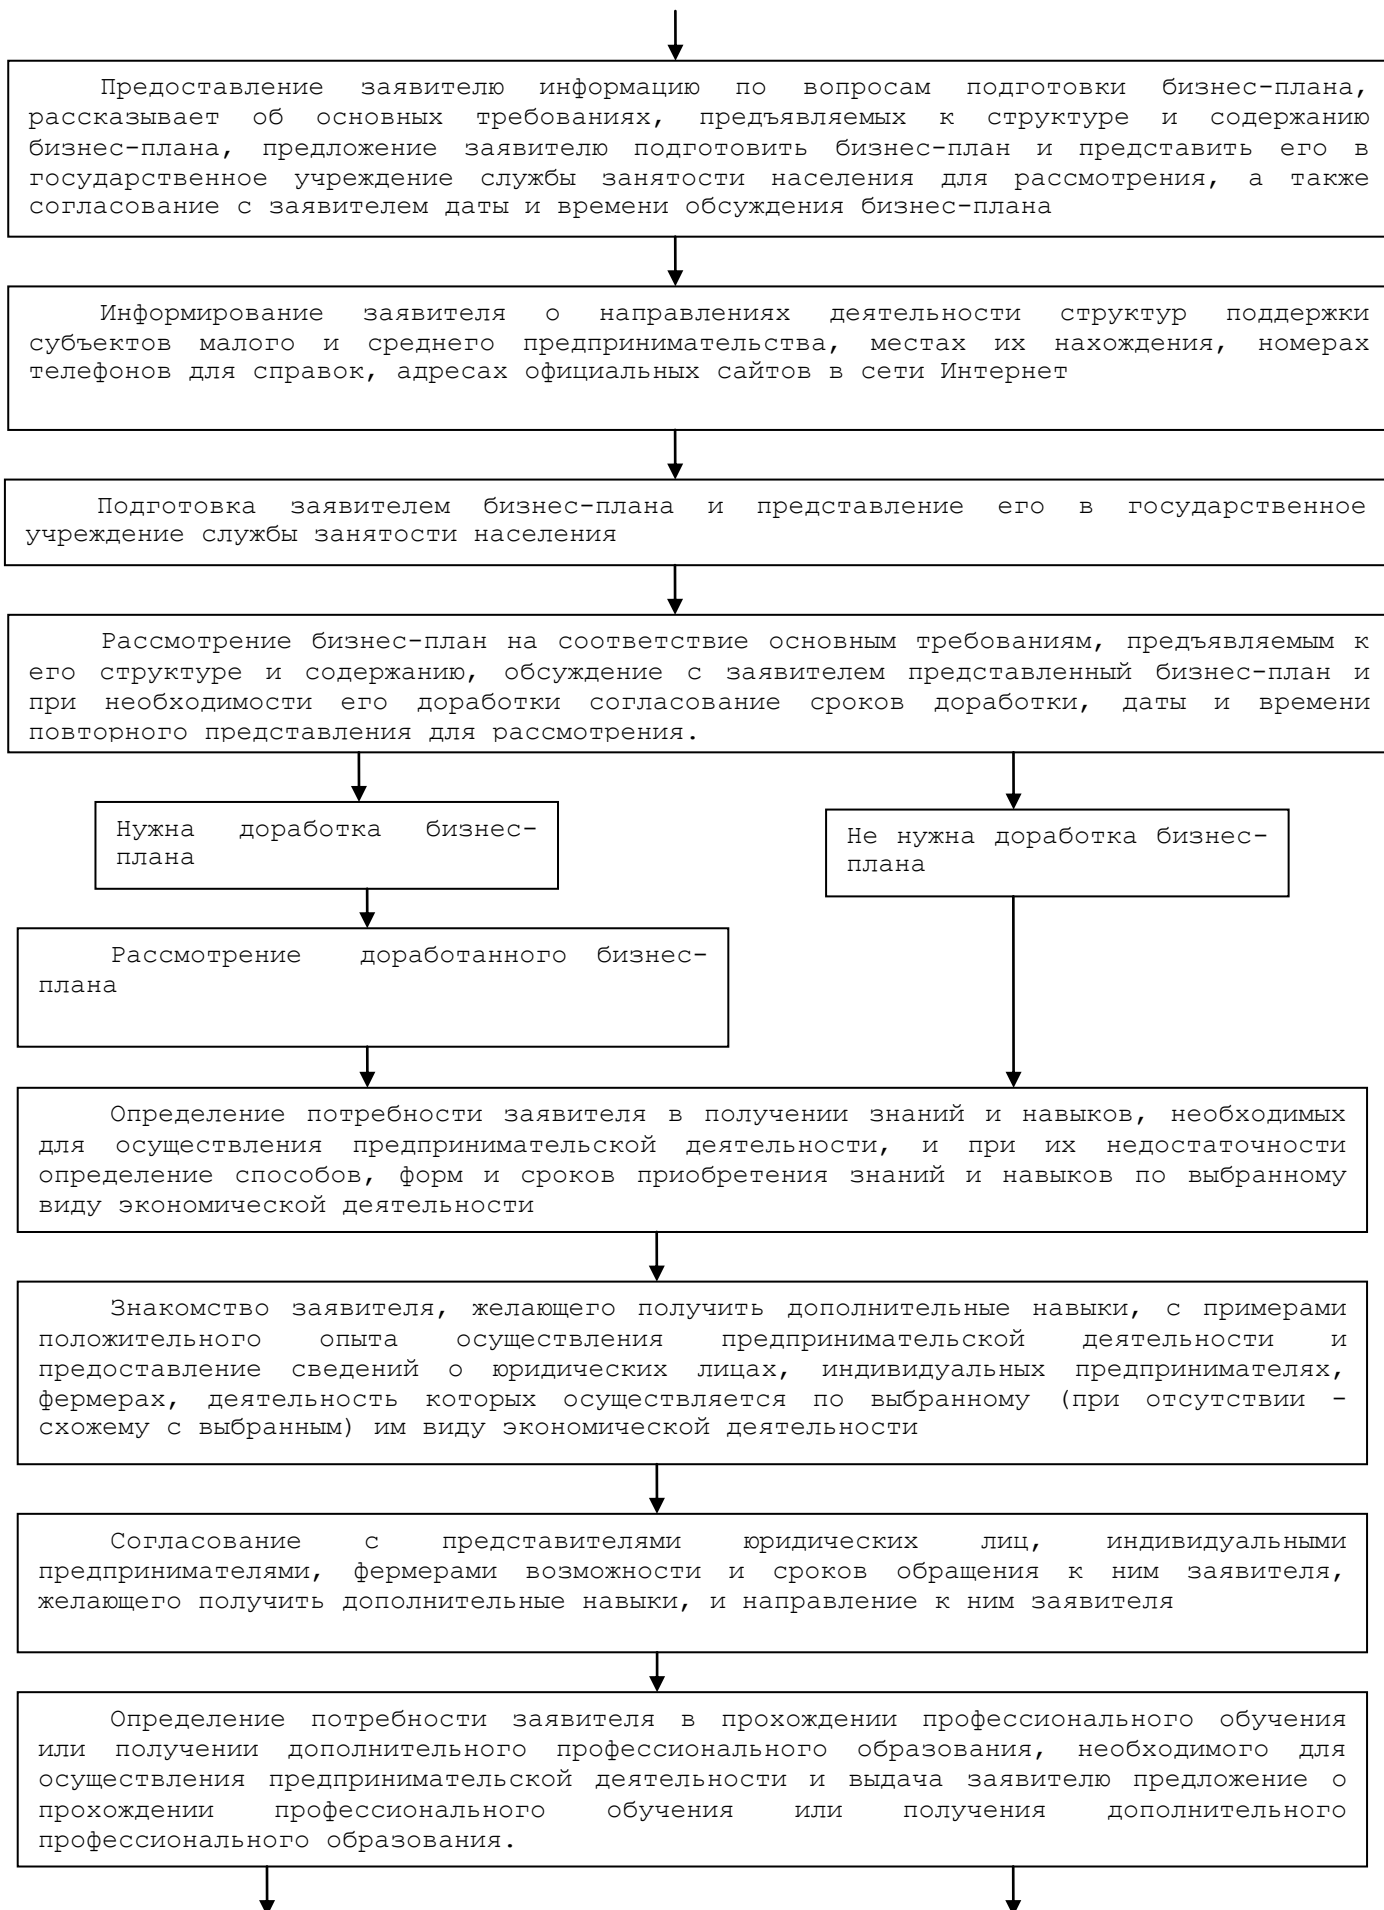 Предоставление заявителю информацию по вопросам подготовки бизнес-плана,
рассказывает об основных требованиях, предъявляемых к структуре и содержанию
бизнес-плана, предложение заявителю подготовить бизнес-план и представить его в
государственное учреждение службы занятости населения для рассмотрения, а также
согласование с заявителем даты и времени обсуждения бизнес-плана
Информирование заявителя о направлениях деятельности структур поддержки
субъектов малого и среднего предпринимательства, местах их нахождения, номерах
телефонов для справок, адресах официальных сайтов в сети Интернет
Подготовка заявителем бизнес-плана и представление его в государственное
учреждение службы занятости населения
Рассмотрение бизнес-план на соответствие основным требованиям, предъявляемым к
его структуре и содержанию, обсуждение с заявителем представленный бизнес-план и
при необходимости его доработки согласование сроков доработки, даты и времени
повторного представления для рассмотрения.
Нужна доработка бизнес-
плана
Не нужна доработка бизнес-
плана
Рассмотрение доработанного бизнес-
плана
Определение потребности заявителя в получении знаний и навыков, необходимых
для осуществления предпринимательской деятельности, и при их недостаточности
определение способов, форм и сроков приобретения знаний и навыков по выбранному
виду экономической деятельности
Знакомство заявителя, желающего получить дополнительные навыки, с примерами
положительного опыта осуществления предпринимательской деятельности и
предоставление сведений о юридических лицах, индивидуальных предпринимателях,
фермерах, деятельность которых осуществляется по выбранному (при отсутствии -
схожему с выбранным) им виду экономической деятельности
Согласование с представителями юридических лиц, индивидуальными
предпринимателями, фермерами возможности и сроков обращения к ним заявителя,
желающего получить дополнительные навыки, и направление к ним заявителя
Определение потребности заявителя в прохождении профессионального обучения
или получении дополнительного профессионального образования, необходимого для
осуществления предпринимательской деятельности и выдача заявителю предложение о
прохождении профессионального обучения или получения дополнительного
профессионального образования.